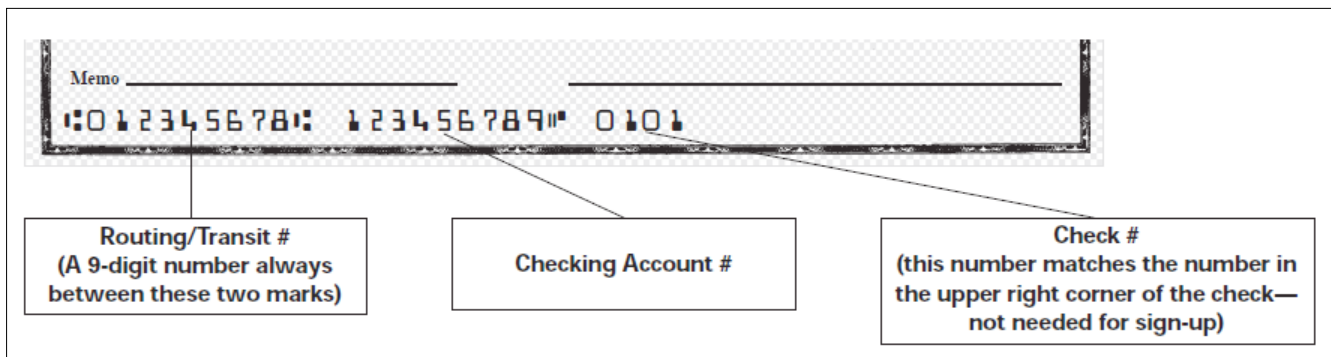 Memo
⑆012345678⑆ 123456789⑈ 0101
Routing/Transit #
(A 9-digit number always
between these two marks)
Checking Account #
Check #
(this number matches the number in
the upper right corner of the check—
not needed for sign-up)